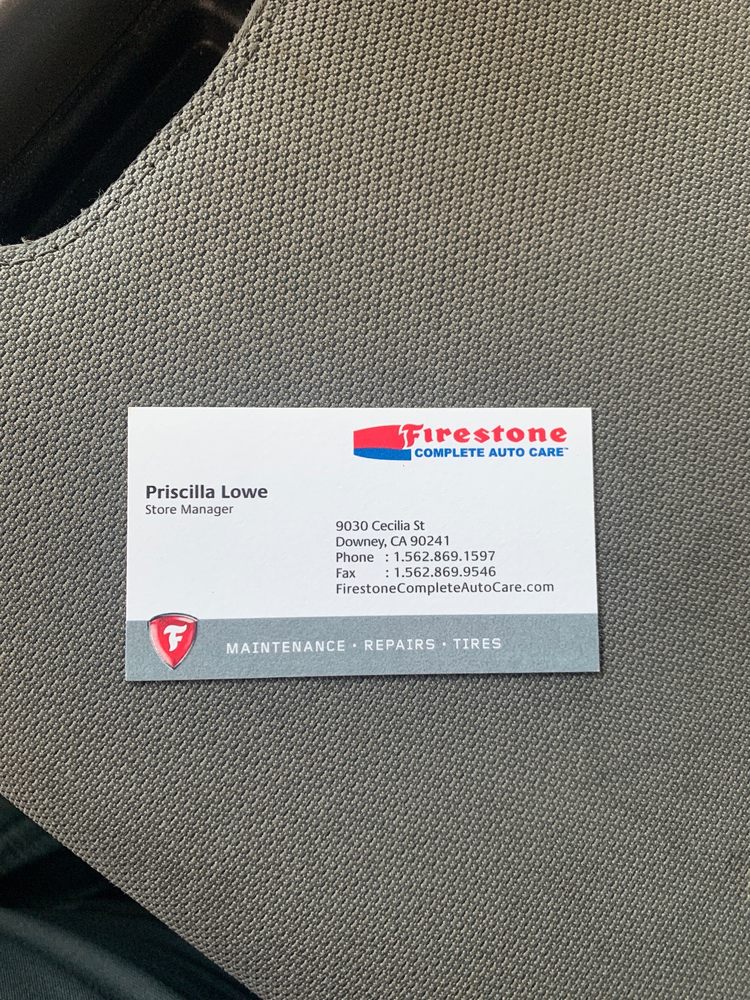 Firestone
COMPLETE AUTO CARE™
Priscilla Lowe
Store Manager
9030 Cecilia St
Downey, CA 90241
Phone : 1.562.869.1597
Fax : 1.562.869.9546
FirestoneCompleteAutoCare.com
F
MAINTENANCE · REPAIRS · TIRES